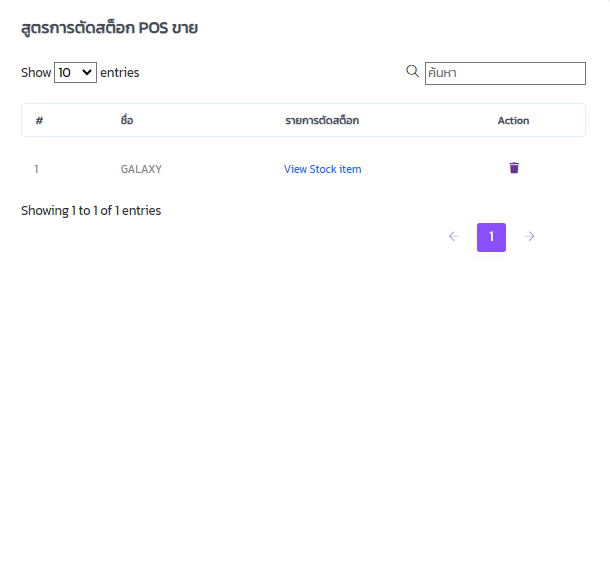 สูตรการตัดสต็อก POS ขาย
Show 10 entries ค้นหา
# ชื่อ รายการตัดสต็อก Action
1 GALAXY View Stock item
Showing 1 to 1 of 1 entries
← 1 →